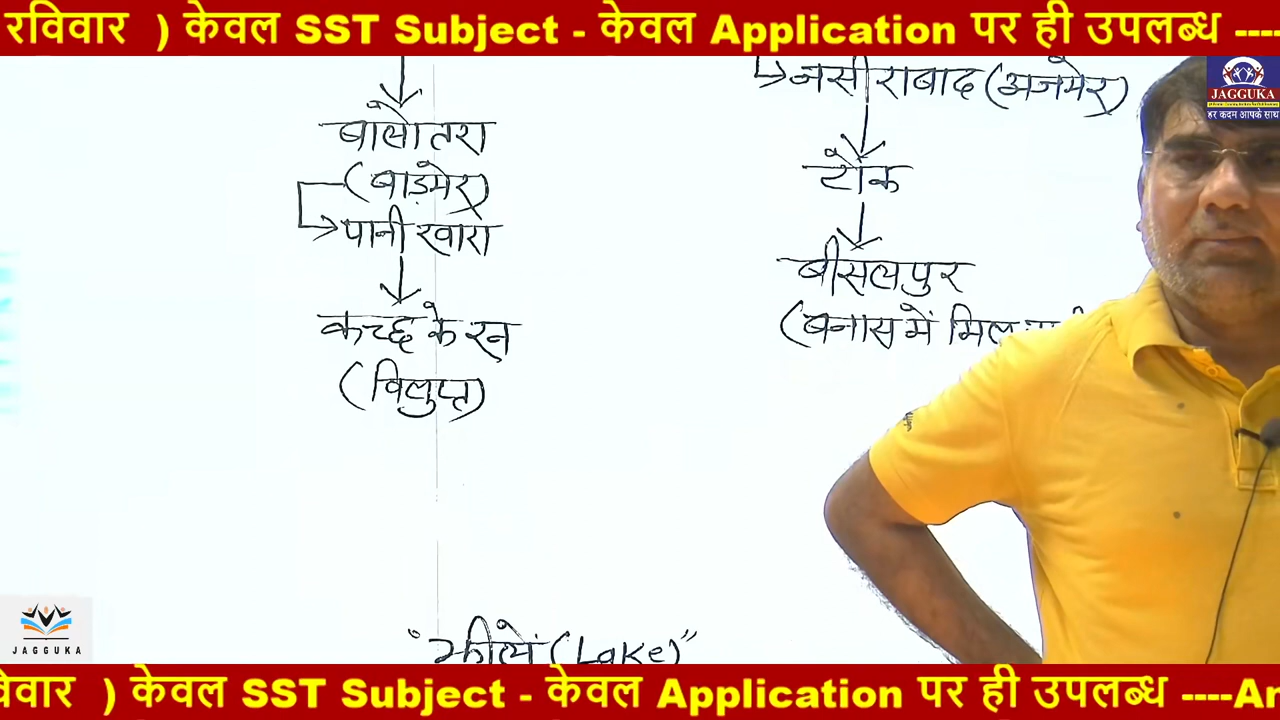 रविवार ) केवल SST Subject - केवल Application पर ही उपलब्ध ----
JAGGUKA
हर कदम आपके साथ
बालोतरा
(बाड़मेर)
पानी खारा
कच्छ के रन
(विलुप्त)
नसीराबाद (अजमेर)
टोंक
बीसलपुर
(बनास में मिल
"झीलें (Lake)"
JAGGUKA
विवार ) केवल SST Subject - केवल Application पर ही उपलब्ध ----An